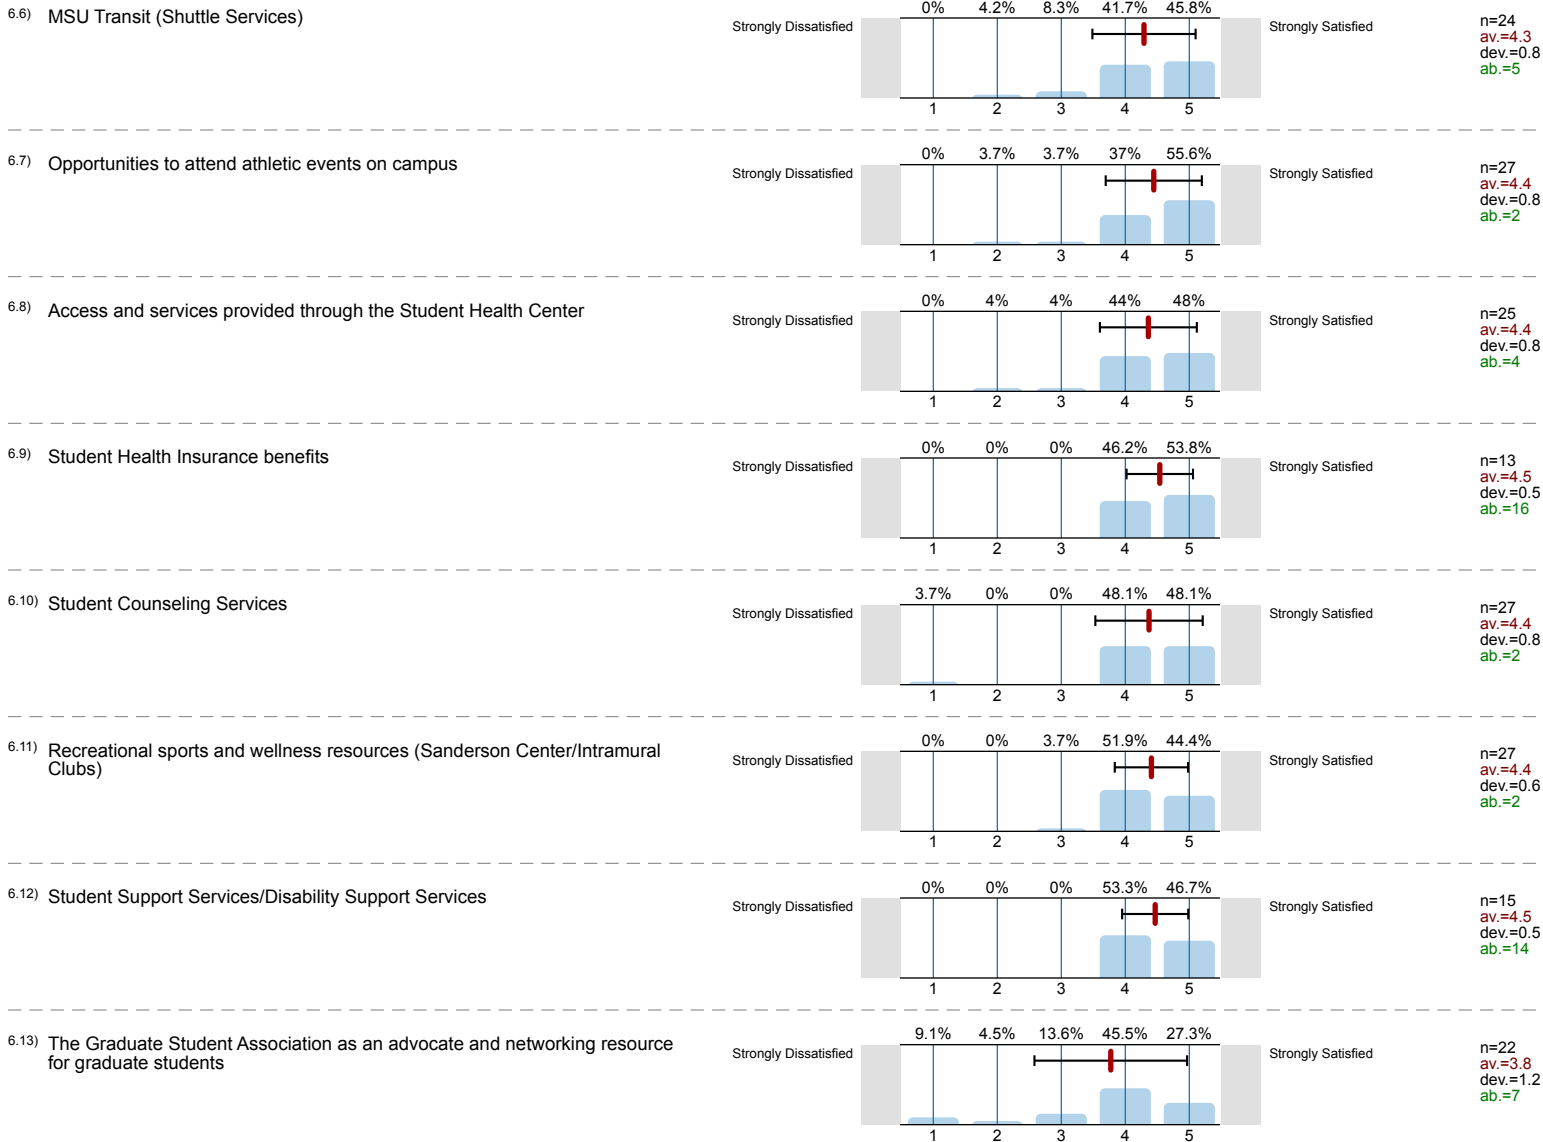 6.6) MSU Transit (Shuttle Services)
0% 4.2% 8.3% 41.7% 45.8%
Strongly Dissatisfied Strongly Satisfied
n=24
av.=4.3
dev.=0.8
ab.=5
1 2 3 4 5
6.7) Opportunities to attend athletic events on campus
0% 3.7% 3.7% 37% 55.6%
Strongly Dissatisfied Strongly Satisfied
n=27
av.=4.4
dev.=0.8
ab.=2
1 2 3 4 5
6.8) Access and services provided through the Student Health Center
0% 4% 4% 44% 48%
Strongly Dissatisfied Strongly Satisfied
n=25
av.=4.4
dev.=0.8
ab.=4
1 2 3 4 5
6.9) Student Health Insurance benefits
0% 0% 0% 46.2% 53.8%
Strongly Dissatisfied Strongly Satisfied
n=13
av.=4.5
dev.=0.5
ab.=16
1 2 3 4 5
6.10) Student Counseling Services
3.7% 0% 0% 48.1% 48.1%
Strongly Dissatisfied Strongly Satisfied
n=27
av.=4.4
dev.=0.8
ab.=2
1 2 3 4 5
6.11) Recreational sports and wellness resources (Sanderson Center/Intramural
Clubs)
0% 0% 3.7% 51.9% 44.4%
Strongly Dissatisfied Strongly Satisfied
n=27
av.=4.4
dev.=0.6
ab.=2
1 2 3 4 5
6.12) Student Support Services/Disability Support Services
0% 0% 0% 53.3% 46.7%
Strongly Dissatisfied Strongly Satisfied
n=15
av.=4.5
dev.=0.5
ab.=14
1 2 3 4 5
6.13) The Graduate Student Association as an advocate and networking resource
for graduate students
9.1% 4.5% 13.6% 45.5% 27.3%
Strongly Dissatisfied Strongly Satisfied
n=22
av.=3.8
dev.=1.2
ab.=7
1 2 3 4 5